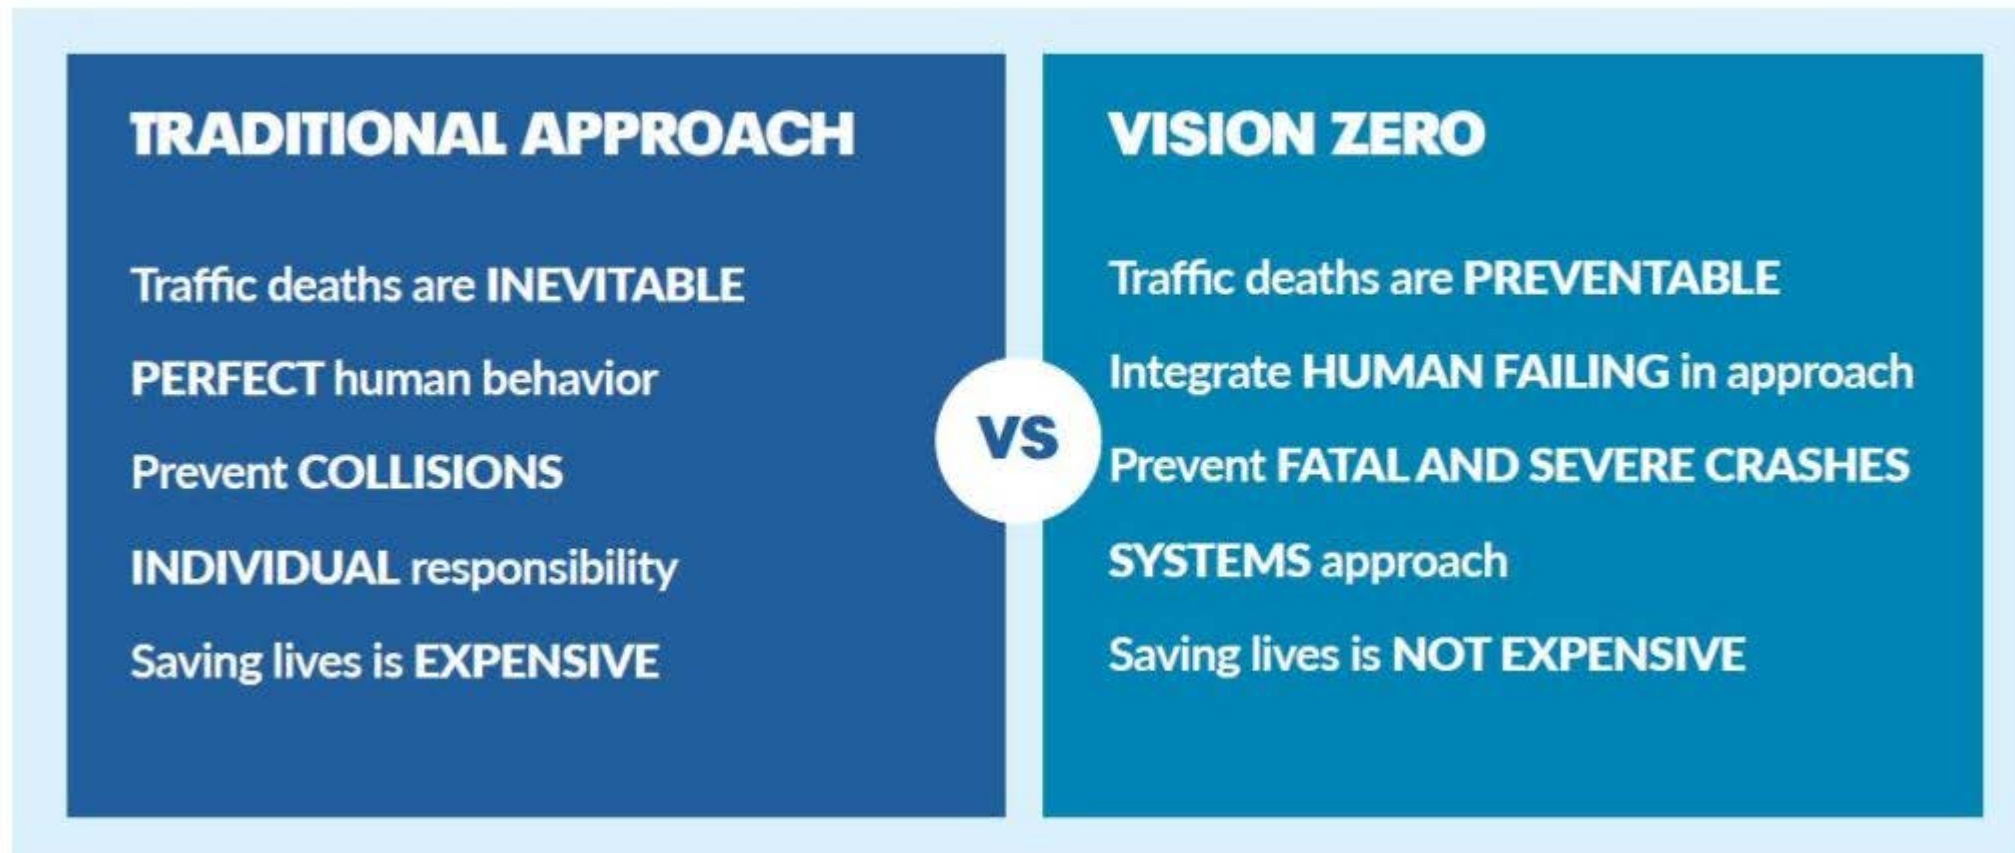 TRADITIONAL APPROACH
Traffic deaths are INEVITABLE
PERFECT human behavior
Prevent COLLISIONS
INDIVIDUAL responsibility
Saving lives is EXPENSIVE
VS
VISION ZERO
Traffic deaths are PREVENTABLE
Integrate HUMAN FAILING in approach
Prevent FATAL AND SEVERE CRASHES
SYSTEMS approach
Saving lives is NOT EXPENSIVE